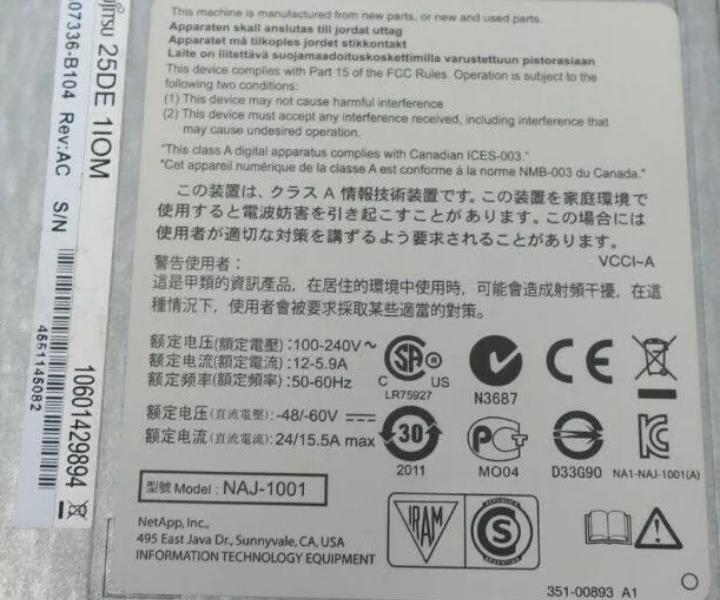 This machine is manufactured from new parts, or new and used parts.
Apparaten skall anslutas till jordat uttag
Apparatet må tilkoples jordet stikkontakt
Laite on liitettävä suojamaadoituskoskettimilla varustettuun pistorasiaan
This device complies with Part 15 of the FCC Rules. Operation is subject to the
following two conditions:
(1) This device may not cause harmful interference
(2) This device must accept any interference received, including interference that
may cause undesired operation.
"This class A digital apparatus complies with Canadian ICES-003."
"Cet appareil numérique de la classe A est conforme à la norme NMB-003 du Canada."
この装置は、クラス A 情報技術装置です。この装置を家庭環境で
使用すると電波妨害を引き起こすことがあります。この場合には
使用者が適切な対策を講ずるよう要求されることがあります。
VCCI-A
警告使用者：
這是甲類的資訊產品，在居住的環境中使用時，可能會造成射頻干擾，在這
種情況下，使用者會被要求採取某些適當的對策。
额定电压(額定電壓):100-240V~
额定电流(額定電流):12-5.9A
额定频率(額定頻率):50-60Hz
额定电压(直流電壓):-48/-60V
额定电流(直流電流):24/15.5A max
SA
C US
LR75927
N3687
CE
30
2011
PCT
MO04
D33G90
NA1-NAJ-1001(A)
型號 Model : NAJ-1001
NetApp, Inc.,
495 East Java Dr., Sunnyvale, CA, USA
INFORMATION TECHNOLOGY EQUIPMENT
IRAM
S
REPUBLICA
ARGENTINA
351-00893 A1
jitsu 25DE 1IOM
10601429894
07336-B104 Rev:AC S/N
4551145082